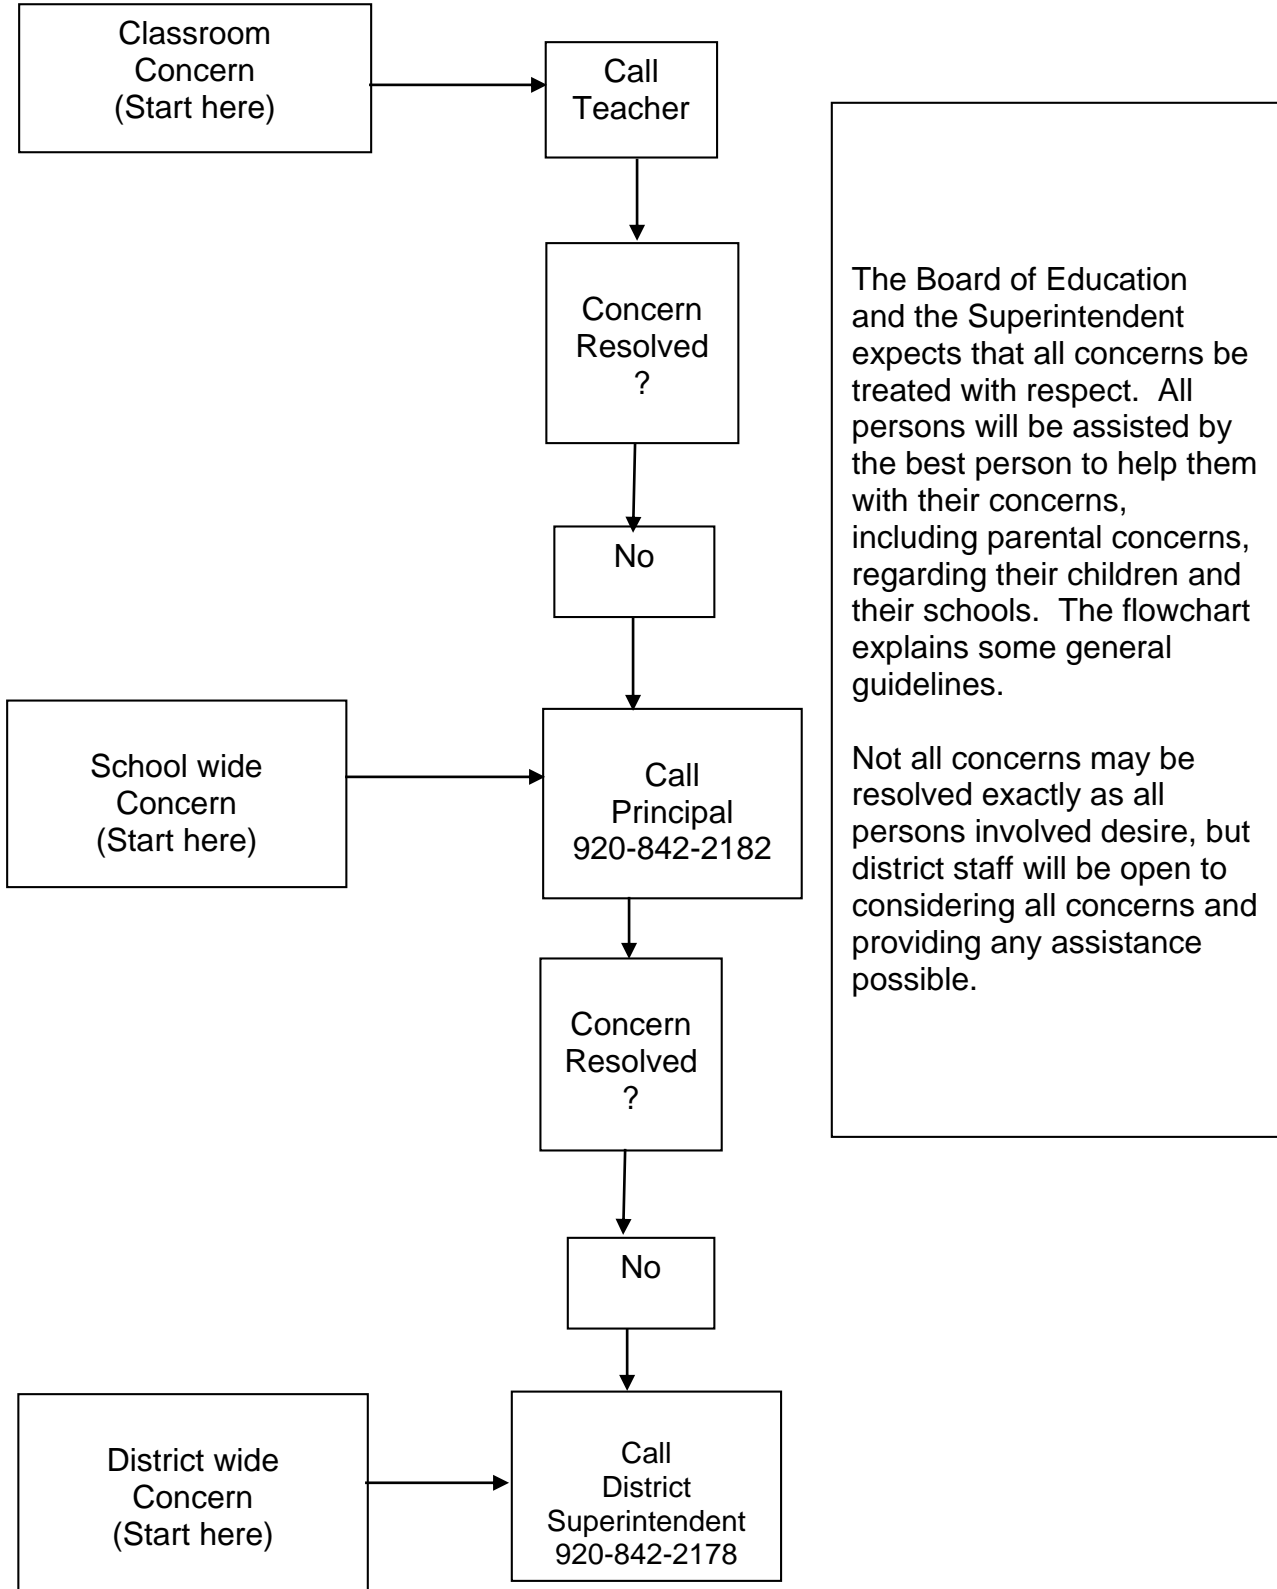 Classroom
Concern
(Start here)
Call
Teacher
Concern
Resolved
?
No
School wide
Concern
(Start here)
Call
Principal
920-842-2182
Concern
Resolved
?
No
District wide
Concern
(Start here)
Call
District
Superintendent
920-842-2178
The Board of Education
and the Superintendent
expects that all concerns be
treated with respect.  All
persons will be assisted by
the best person to help them
with their concerns,
including parental concerns,
regarding their children and
their schools.  The flowchart
explains some general
guidelines.
Not all concerns may be
resolved exactly as all
persons involved desire, but
district staff will be open to
considering all concerns and
providing any assistance
possible.